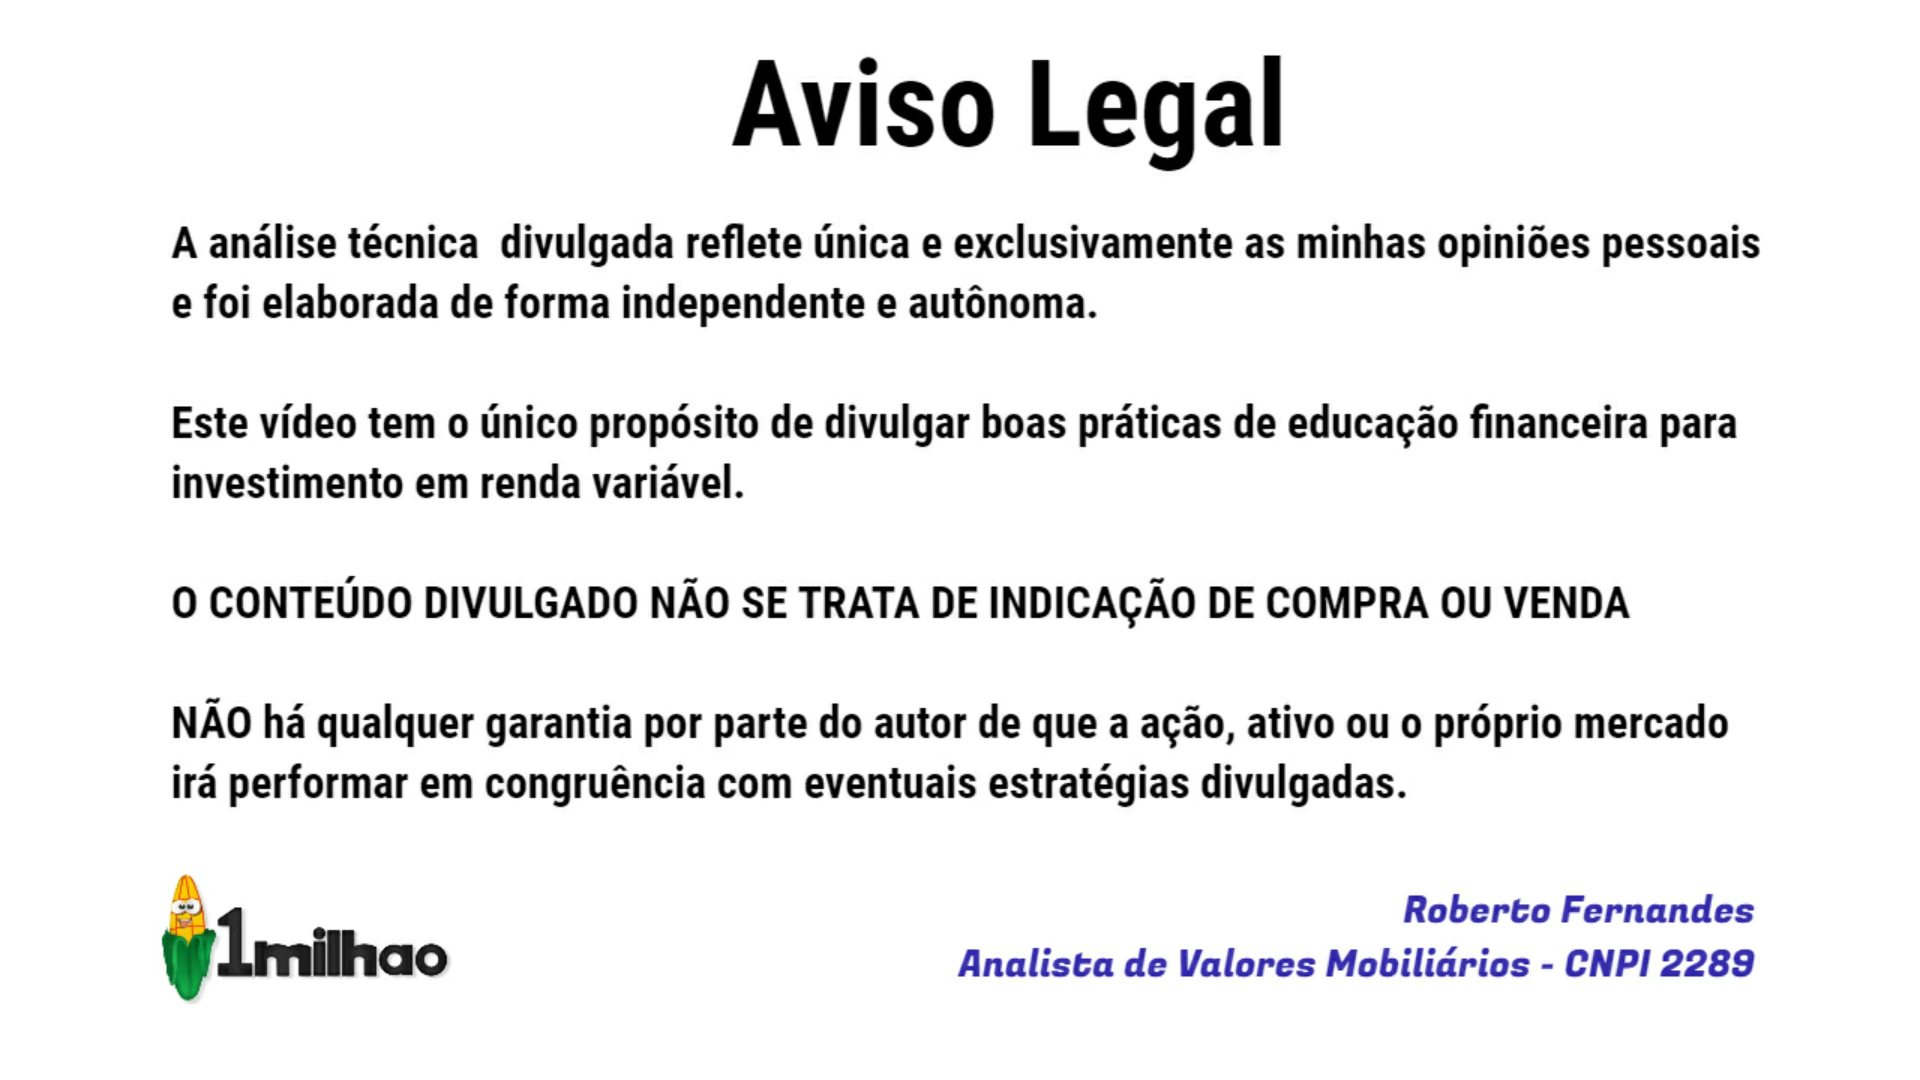 Aviso Legal
A análise técnica  divulgada reflete única e exclusivamente as minhas opiniões pessoais
e foi elaborada de forma independente e autônoma.
Este vídeo tem o único propósito de divulgar boas práticas de educação financeira para
investimento em renda variável.
O CONTEÚDO DIVULGADO NÃO SE TRATA DE INDICAÇÃO DE COMPRA OU VENDA
NÃO há qualquer garantia por parte do autor de que a ação, ativo ou o próprio mercado
irá performar em congruência com eventuais estratégias divulgadas.
1milhao
Roberto Fernandes
Analista de Valores Mobiliários - CNPI 2289